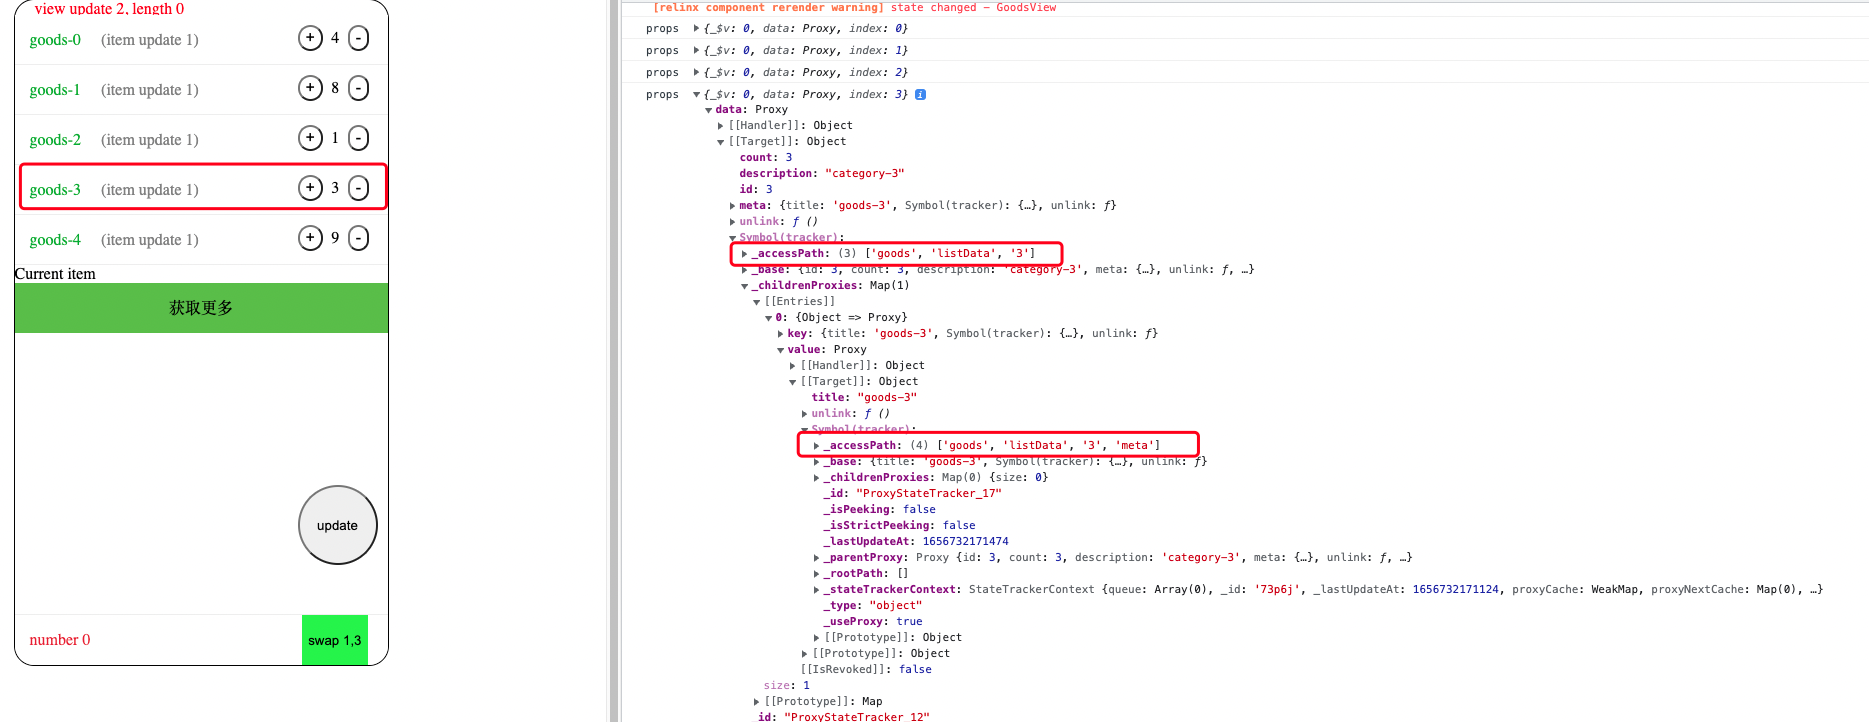 view update 2, length 0
goods-0 (item update 1) + 4 -
goods-1 (item update 1) + 8 -
goods-2 (item update 1) + 1 -
goods-3 (item update 1) + 3 -
goods-4 (item update 1) + 9 -
Current item
获取更多
update
number 0
swap 1,3
[relinx component rerender warning] state changed – GoodsView
props ▶{_$v: 0, data: Proxy, index: 0}
props ▶{_$v: 0, data: Proxy, index: 1}
props ▶{_$v: 0, data: Proxy, index: 2}
props ▼{_$v: 0, data: Proxy, index: 3} i
▼data: Proxy
▶[[Handler]]: Object
▼[[Target]]: Object
count: 3
description: "category-3"
id: 3
▶meta: {title: 'goods-3', Symbol(tracker): {…}, unlink: ƒ}
▶unlink: ƒ ()
▼Symbol(tracker):
▶_accessPath: (3) ['goods', 'listData', '3']
▶_base: {id: 3, count: 3, description: 'category-3', meta: {…}, unlink: ƒ, …}
▼_childrenProxies: Map(1)
▼[[Entries]]
▼0: {Object => Proxy}
▶key: {title: 'goods-3', Symbol(tracker): {…}, unlink: ƒ}
▼value: Proxy
▶[[Handler]]: Object
▼[[Target]]: Object
title: "goods-3"
▶unlink: ƒ ()
▼Symbol(tracker):
▶_accessPath: (4) ['goods', 'listData', '3', 'meta']
▶_base: {title: 'goods-3', Symbol(tracker): {…}, unlink: ƒ}
▶_childrenProxies: Map(0) {size: 0}
_id: "ProxyStateTracker_17"
_isPeeking: false
_isStrictPeeking: false
_lastUpdateAt: 1656732171474
▶_parentProxy: Proxy {id: 3, count: 3, description: 'category-3', meta: {…}, unlink: ƒ, …}
▶_rootPath: []
▶_stateTrackerContext: StateTrackerContext {queue: Array(0), _id: '73p6j', _lastUpdateAt: 1656732171124, proxyCache: WeakMap, proxyNextCache: Map(0), …}
_type: "object"
_useProxy: true
▶[[Prototype]]: Object
▶[[Prototype]]: Object
[[IsRevoked]]: false
size: 1
▶[[Prototype]]: Map
_id: "ProxyStateTracker_12"